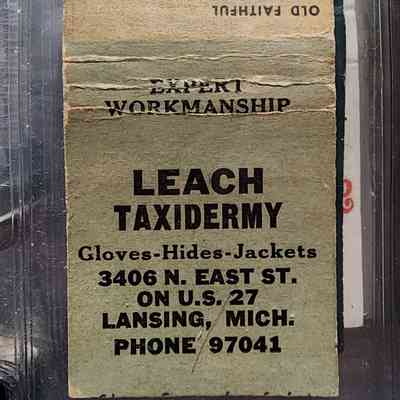 OLD FAITHFUL
EXPERT
WORKMANSHIP
LEACH
TAXIDERMY
Gloves-Hides-Jackets
3406 N. EAST ST.
ON U.S. 27
LANSING, MICH.
PHONE 97041